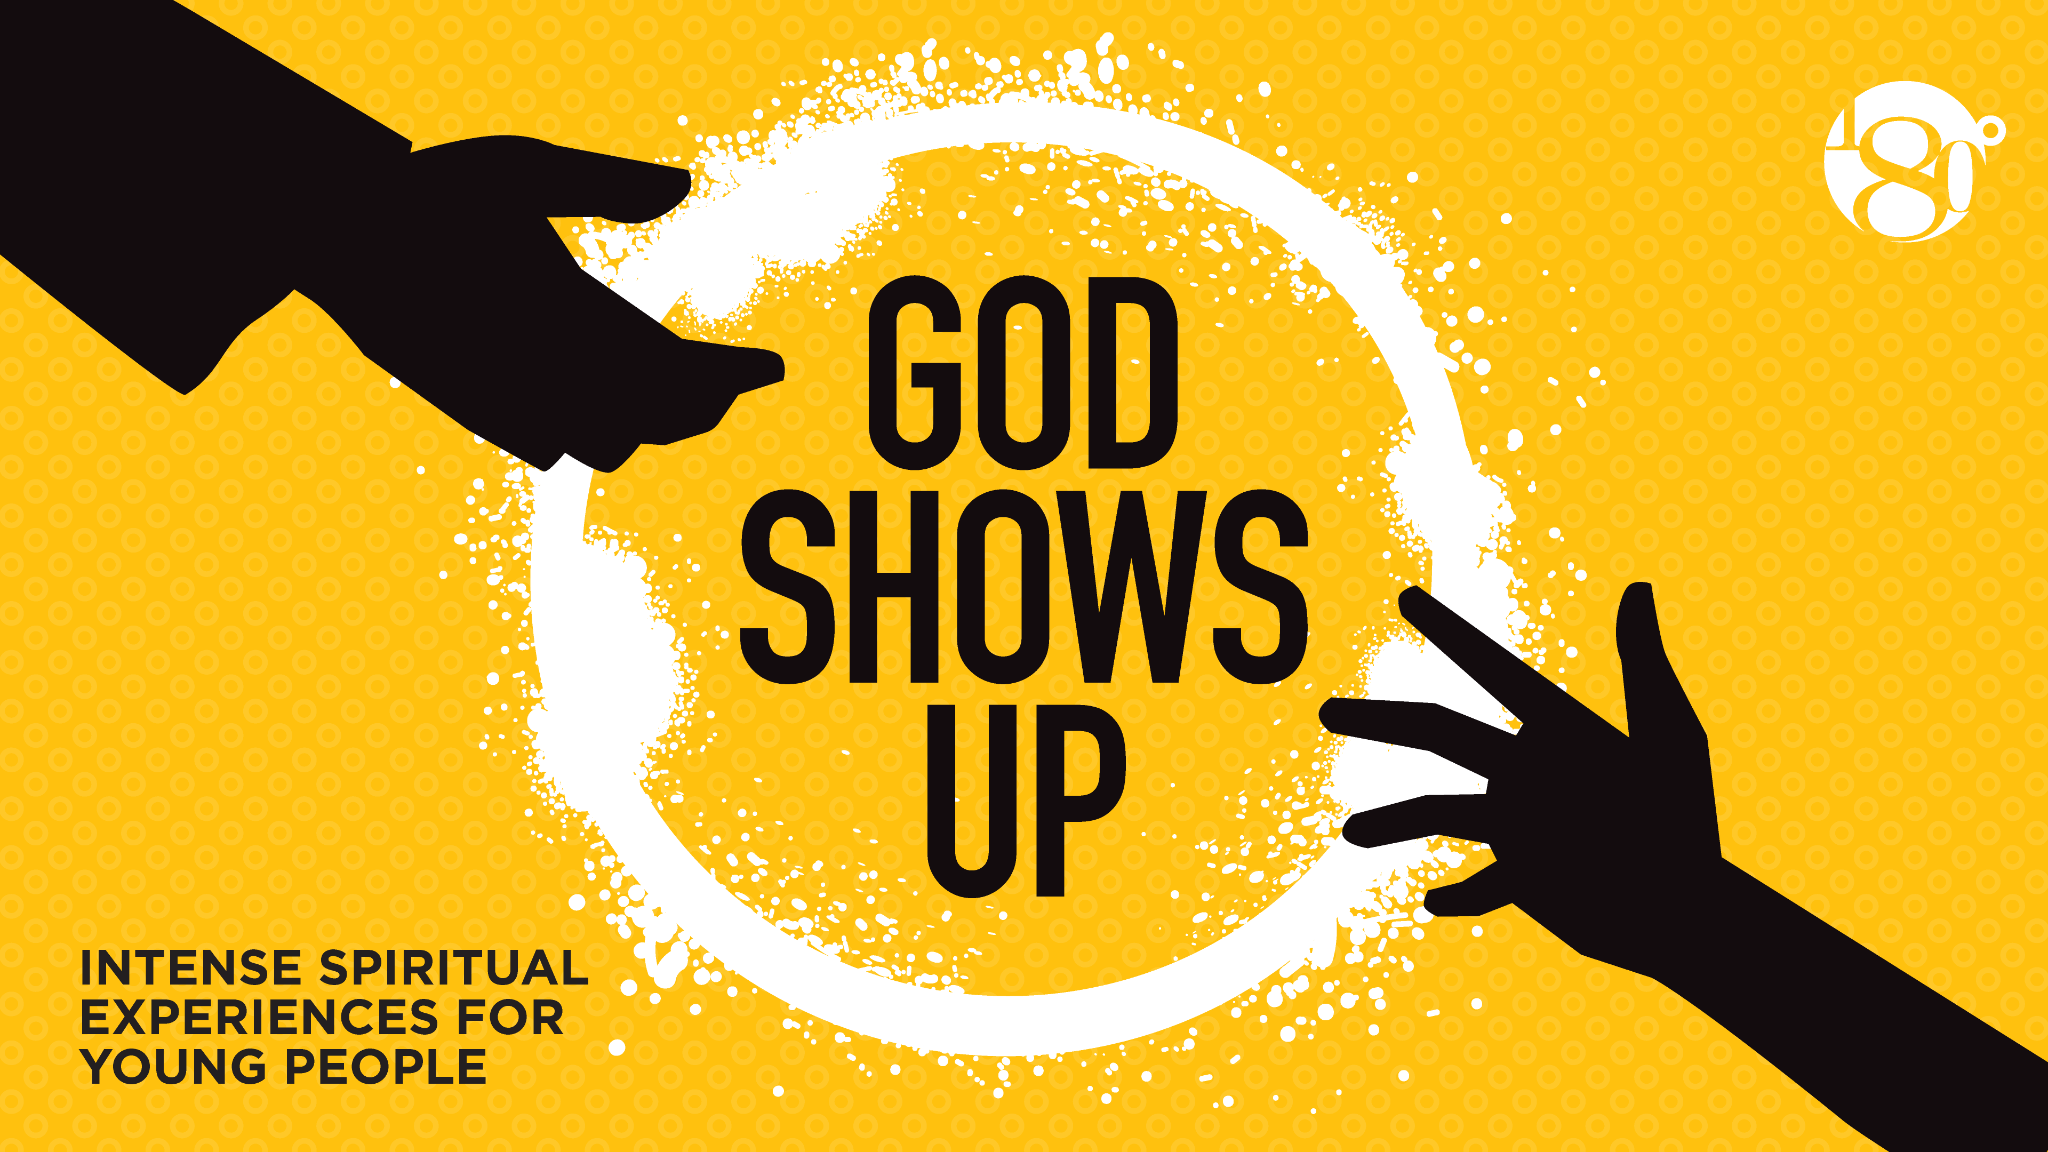 180°
GOD
SHOWS
UP
INTENSE SPIRITUAL
EXPERIENCES FOR
YOUNG PEOPLE